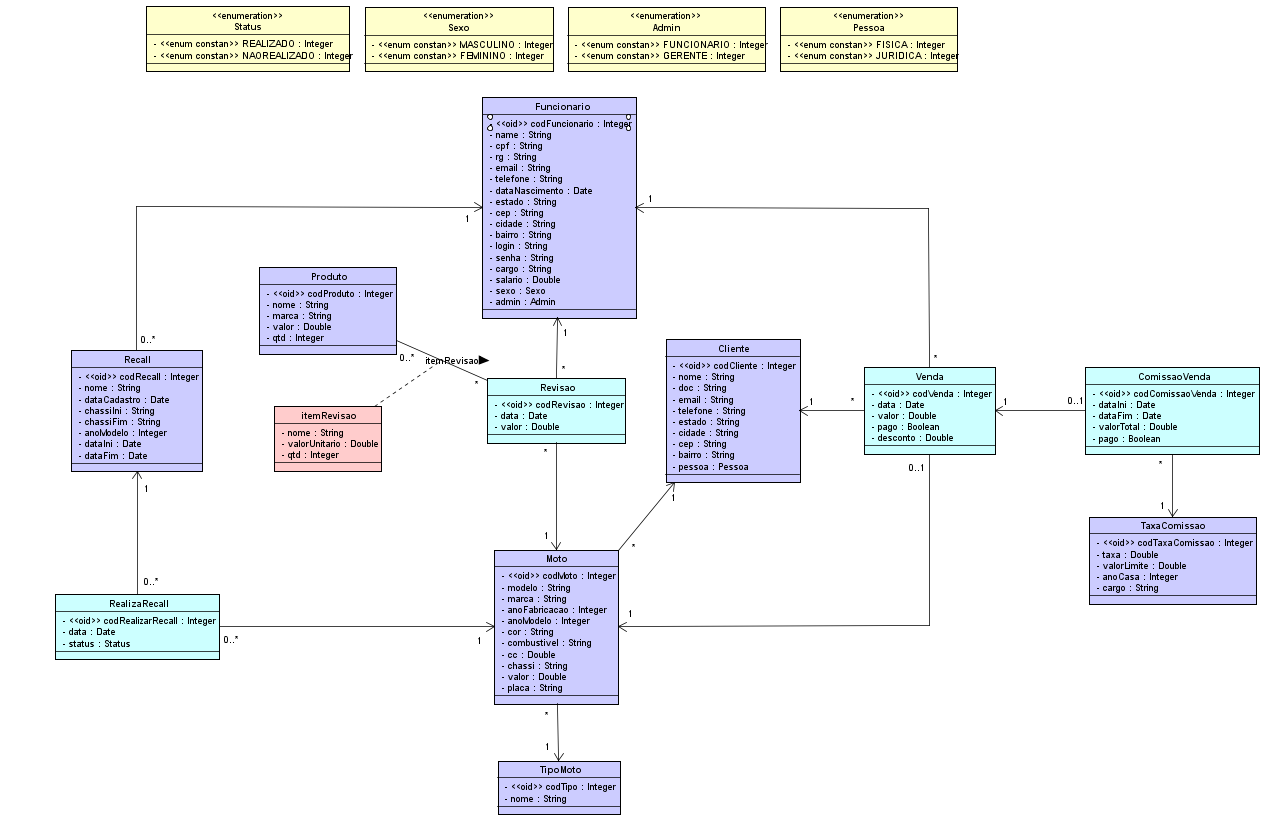 <<enumeration>>
Status
- <<enum constan>> REALIZADO : Integer
- <<enum constan>> NAOREALIZADO : Integer
<<enumeration>>
Sexo
- <<enum constan>> MASCULINO : Integer
- <<enum constan>> FEMININO : Integer
<<enumeration>>
Admin
- <<enum constan>> FUNCIONARIO : Integer
- <<enum constan>> GERENTE : Integer
<<enumeration>>
Pessoa
- <<enum constan>> FISICA : Integer
- <<enum constan>> JURIDICA : Integer
Funcionario
- <<oid>> codFuncionario : Integer
- name : String
- cpf : String
- rg : String
- email : String
- telefone : String
- dataNascimento : Date
- estado : String
- cep : String
- cidade : String
- bairro : String
- login : String
- senha : String
- cargo : String
- salario : Double
- sexo : Sexo
- admin : Admin
1
1
1
Produto
- <<oid>> codProduto : Integer
- nome : String
- marca : String
- valor : Double
- qtd : Integer
0..*
itemRevisao
*
*
0..*
*
Recall
- <<oid>> codRecall : Integer
- nome : String
- dataCadastro : Date
- chassiIni : String
- chassiFim : String
- anoModelo : Integer
- dataIni : Date
- dataFim : Date
1
itemRevisao
- nome : String
- valorUnitario : Double
- qtd : Integer
Revisao
- <<oid>> codRevisao : Integer
- data : Date
- valor : Double
*
1
Cliente
- <<oid>> codCliente : Integer
- nome : String
- doc : String
- email : String
- telefone : String
- estado : String
- cidade : String
- cep : String
- bairro : String
- pessoa : Pessoa
1
1
*
*
Venda
- <<oid>> codVenda : Integer
- data : Date
- valor : Double
- pago : Boolean
- desconto : Double
1
0..1
0..1
ComissaoVenda
- <<oid>> codComissaoVenda : Integer
- dataIni : Date
- dataFim : Date
- valorTotal : Double
- pago : Boolean
*
1
TaxaComissao
- <<oid>> codTaxaComissao : Integer
- taxa : Double
- valorLimite : Double
- anoCasa : Integer
- cargo : String
0..*
RealizaRecall
- <<oid>> codRealizarRecall : Integer
- data : Date
- status : Status
0..*
1
Moto
- <<oid>> codMoto : Integer
- modelo : String
- marca : String
- anoFabricacao : Integer
- anoModelo : Integer
- cor : String
- combustivel : String
- cc : Double
- chassi : String
- valor : Double
- placa : String
1
*
1
TipoMoto
- <<oid>> codTipo : Integer
- nome : String